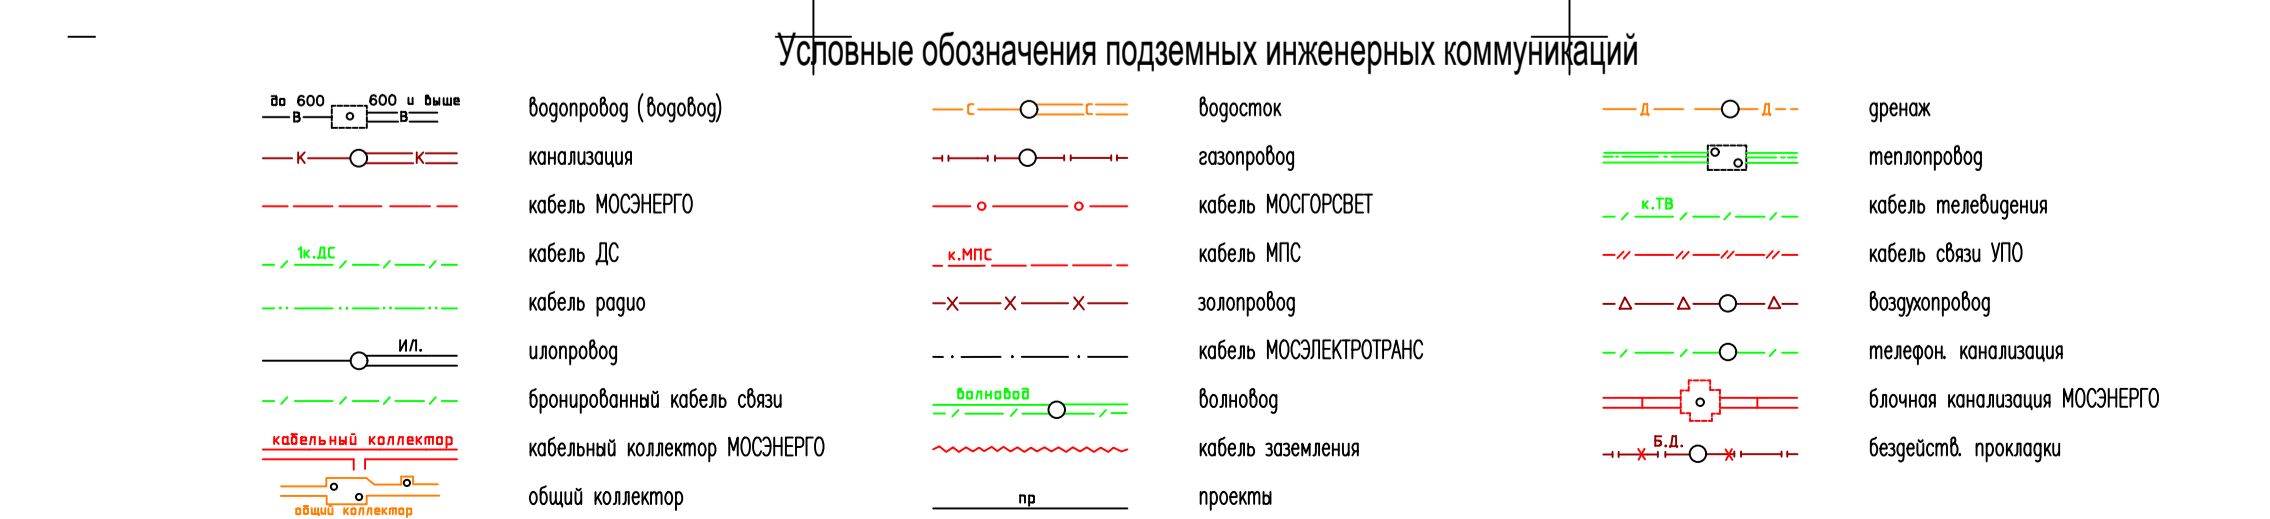 Условные обозначения подземных инженерных коммуникаций
до 600 600 и выше
В В водопровод (водовод) С С водосток Д Д дренаж
К К канализация газопровод теплопровод
кабель МОСЭНЕРГО кабель МОСГОРСВЕТ к.ТВ кабель телевидения
1к.ДС кабель ДС к.МПС кабель МПС кабель связи УПО
кабель радио золопровод воздухопровод
ИЛ. илопровод кабель МОСЭЛЕКТРОТРАНС телефон. канализация
бронированный кабель связи волновод волновод блочная канализация МОСЭНЕРГО
кабельный коллектор кабельный коллектор МОСЭНЕРГО кабель заземления Б.Д. бездейств. прокладки
общий коллектор общий коллектор пр проекты